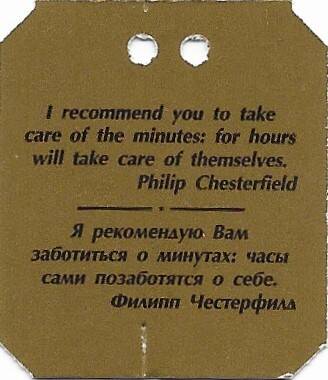 I recommend you to take
care of the minutes: for hours
will take care of themselves.
Philip Chesterfield
Я рекомендую Вам
заботиться о минутах: часы
сами позаботятся о себе.
Филипп Честерфилд